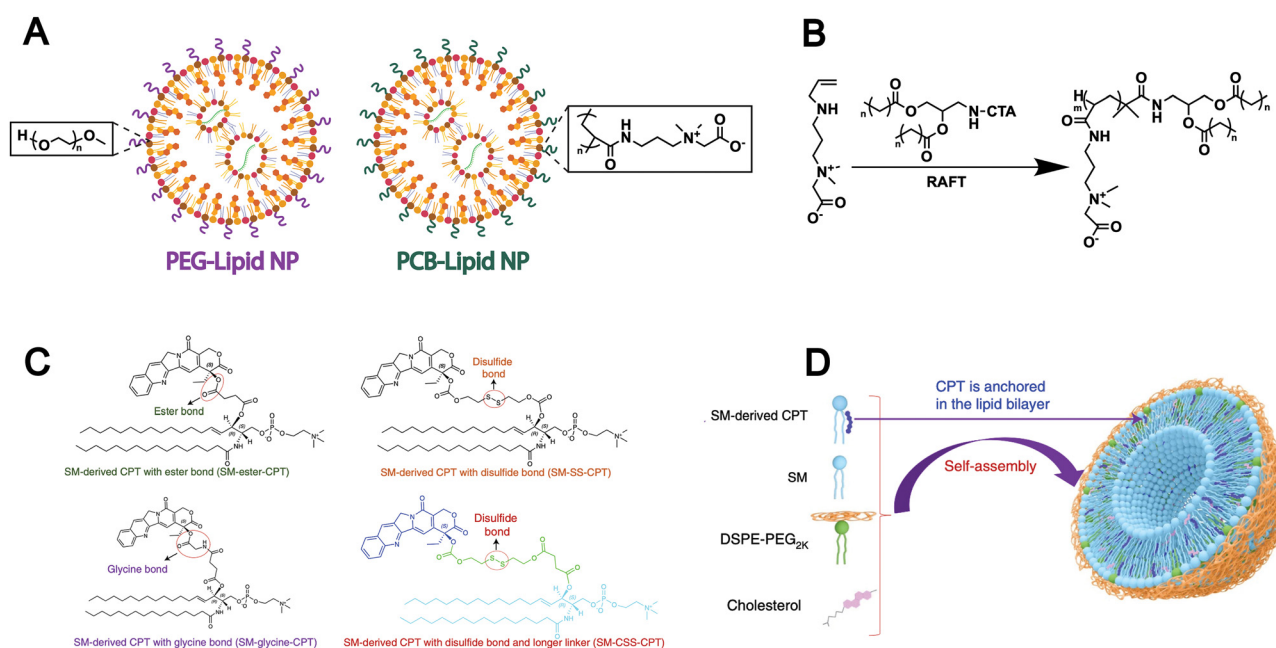 A
PEG-Lipid NP
PCB-Lipid NP
B
RAFT
C
Ester bond
SM-derived CPT with ester bond (SM-ester-CPT)
Disulfide
bond
SM-derived CPT with disulfide bond (SM-SS-CPT)
Glycine bond
SM-derived CPT with glycine bond (SM-glycine-CPT)
Disulfide
bond
SM-derived CPT with disulfide bond and longer linker (SM-CSS-CPT)
D
SM-derived CPT
CPT is anchored
in the lipid bilayer
SM
Self-assembly
DSPE-PEG2K
Cholesterol